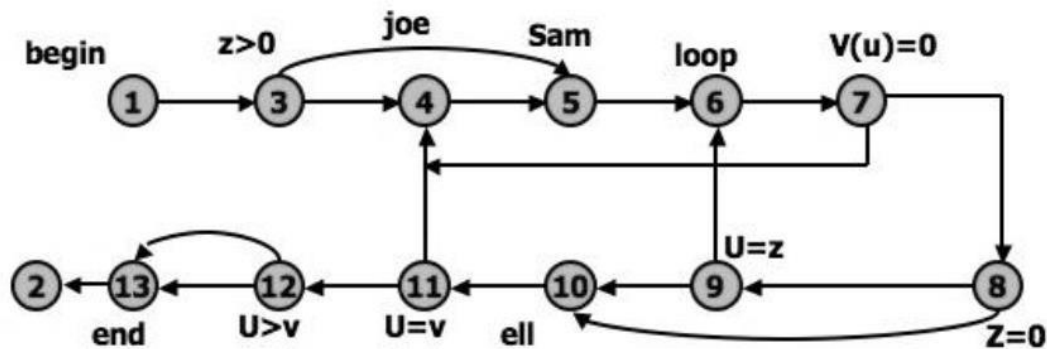 joe
begin z>0 Sam loop V(u)=0
1 3 4 5 6 7
U=z
2 13 12 11 10 9 8
end U>v U=v ell Z=0